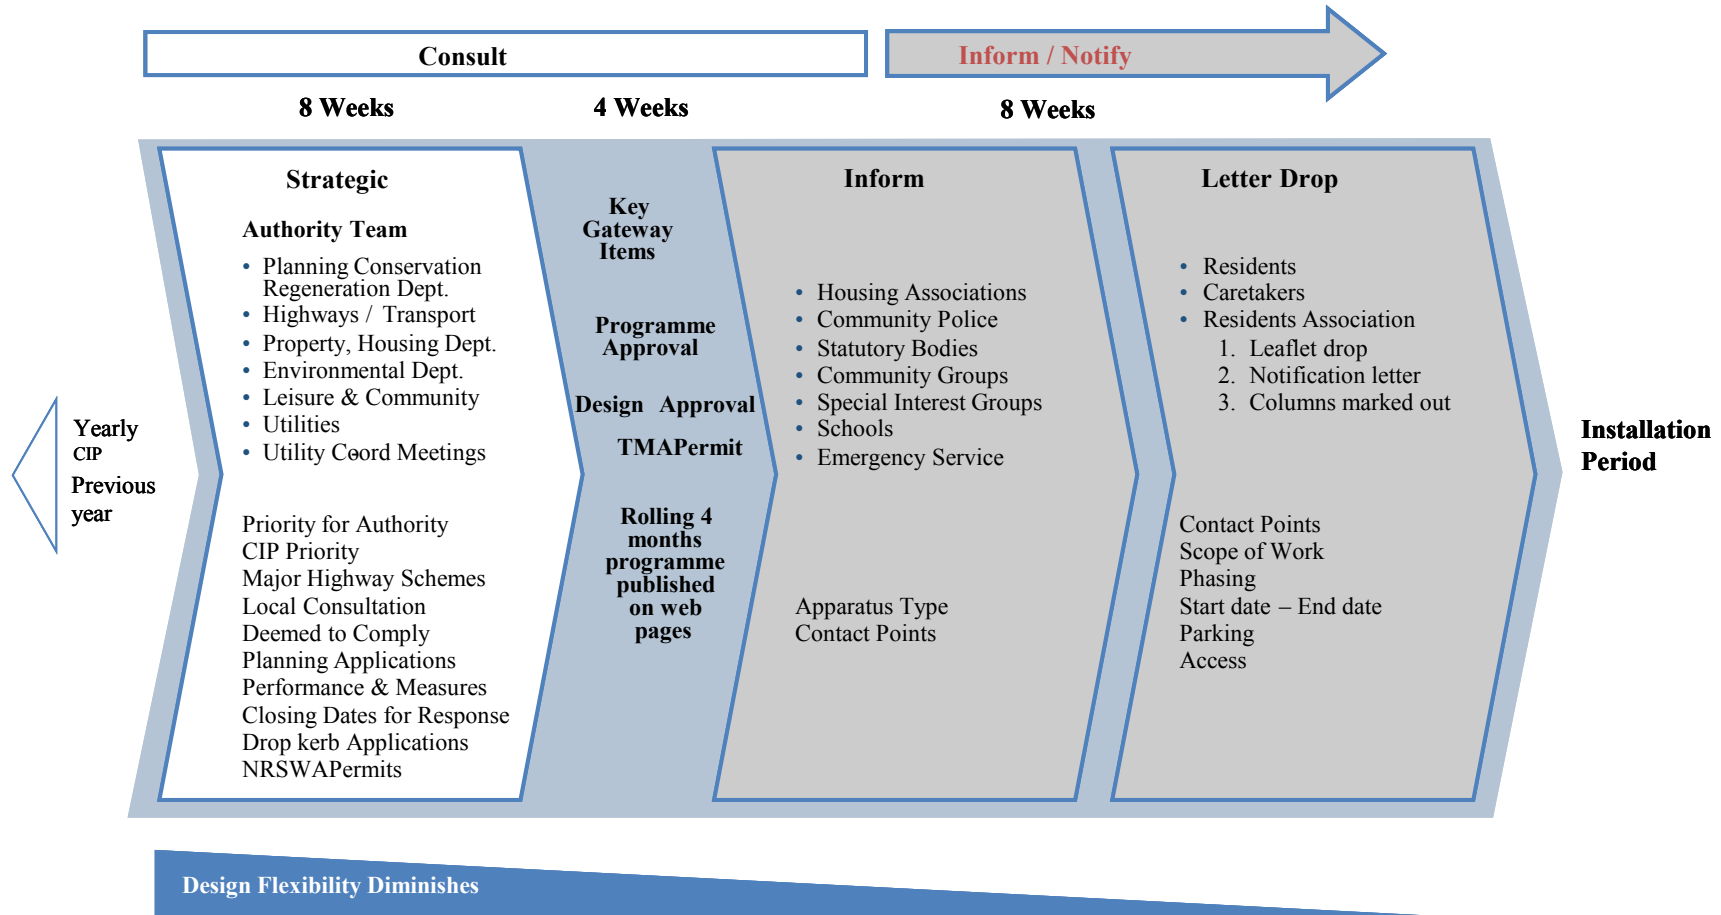 Consult
Inform / Notify
8 Weeks
4 Weeks
8 Weeks
Yearly
CIP
Previous
year
Strategic
Authority Team
• Planning Conservation
Regeneration Dept.
• Highways / Transport
• Property, Housing Dept.
• Environmental Dept.
• Leisure & Community
• Utilities
• Utility Coord Meetings
Priority for Authority
CIP Priority
Major Highway Schemes
Local Consultation
Deemed to Comply
Planning Applications
Performance & Measures
Closing Dates for Response
Drop kerb Applications
NRSWAPermits
Key
Gateway
Items
Programme
Approval
Design Approval
TMAPermit
Rolling 4
months
programme
published
on web
pages
Inform
• Housing Associations
• Community Police
• Statutory Bodies
• Community Groups
• Special Interest Groups
• Schools
• Emergency Service
Apparatus Type
Contact Points
Letter Drop
• Residents
• Caretakers
• Residents Association
1. Leaflet drop
2. Notification letter
3. Columns marked out
Contact Points
Scope of Work
Phasing
Start date – End date
Parking
Access
Installation
Period
Design Flexibility Diminishes